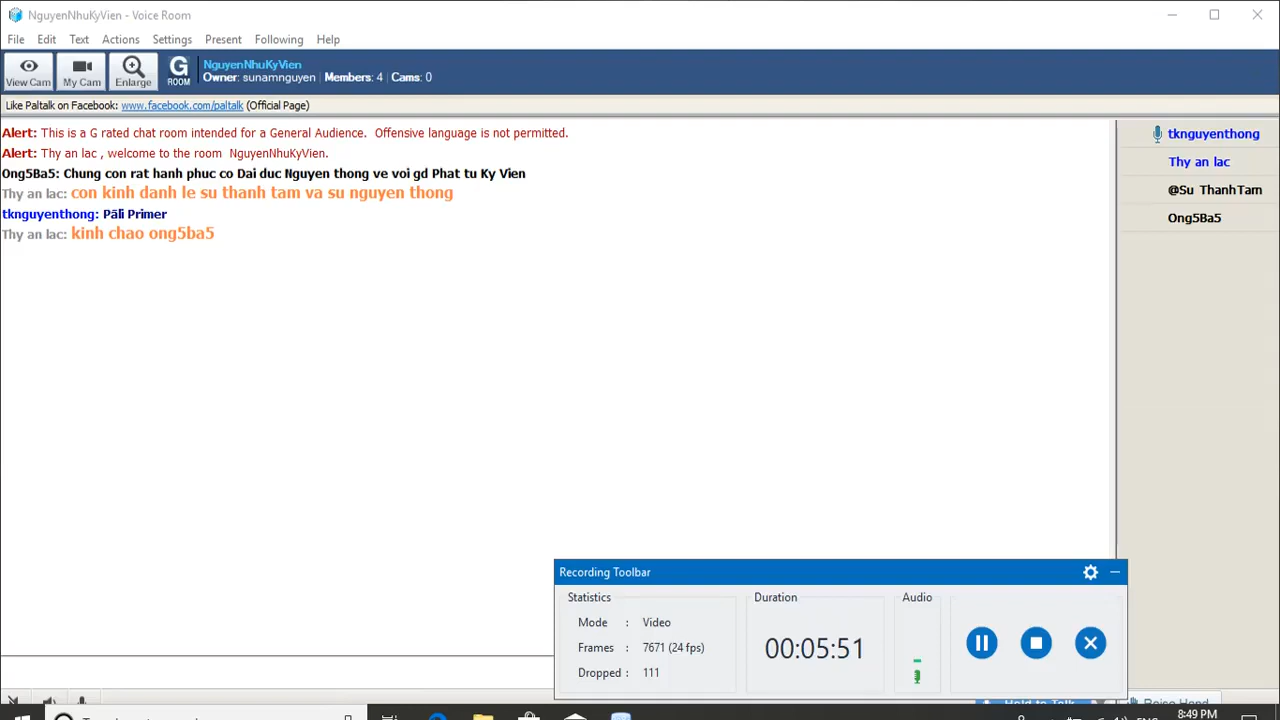 NguyenNhuKyVien - Voice Room
File Edit Text Actions Settings Present Following Help
View Cam My Cam Enlarge G ROOM
NguyenNhuKyVien
Owner: sunamnguyen Members: 4 Cams: 0
Like Paltalk on Facebook: www.facebook.com/paltalk (Official Page)
Alert: This is a G rated chat room intended for a General Audience. Offensive language is not permitted.
Alert: Thy an lac , welcome to the room NguyenNhuKyVien.
Ong5Ba5: Chung con rat hanh phuc co Dai duc Nguyen thong ve voi gd Phat tu Ky Vien
Thy an lac: con kinh danh le su thanh tam va su nguyen thong
tknguyenthong: Pāli Primer
Thy an lac: kinh chao ong5ba5
tknguyenthong
Thy an lac
@Su ThanhTam
Ong5Ba5
Recording Toolbar
Statistics
Mode : Video
Frames : 7671 (24 fps)
Dropped : 111
Duration
00:05:51
Audio
Hold to Talk
Raise Hand
ENG
8:49 PM